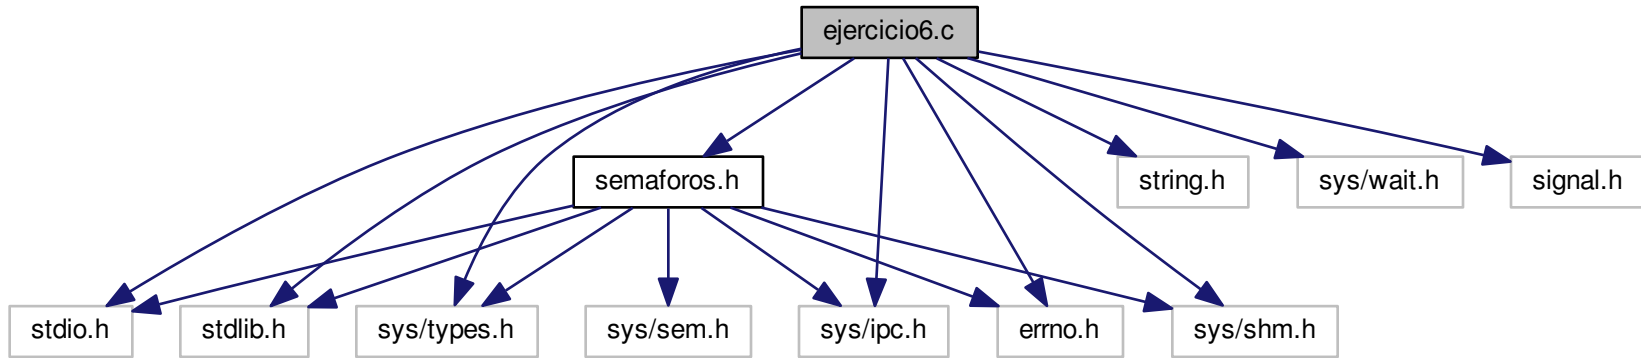 ejercicio6.c
semaforos.h
string.h
sys/wait.h
signal.h
stdio.h
stdlib.h
sys/types.h
sys/sem.h
sys/ipc.h
errno.h
sys/shm.h